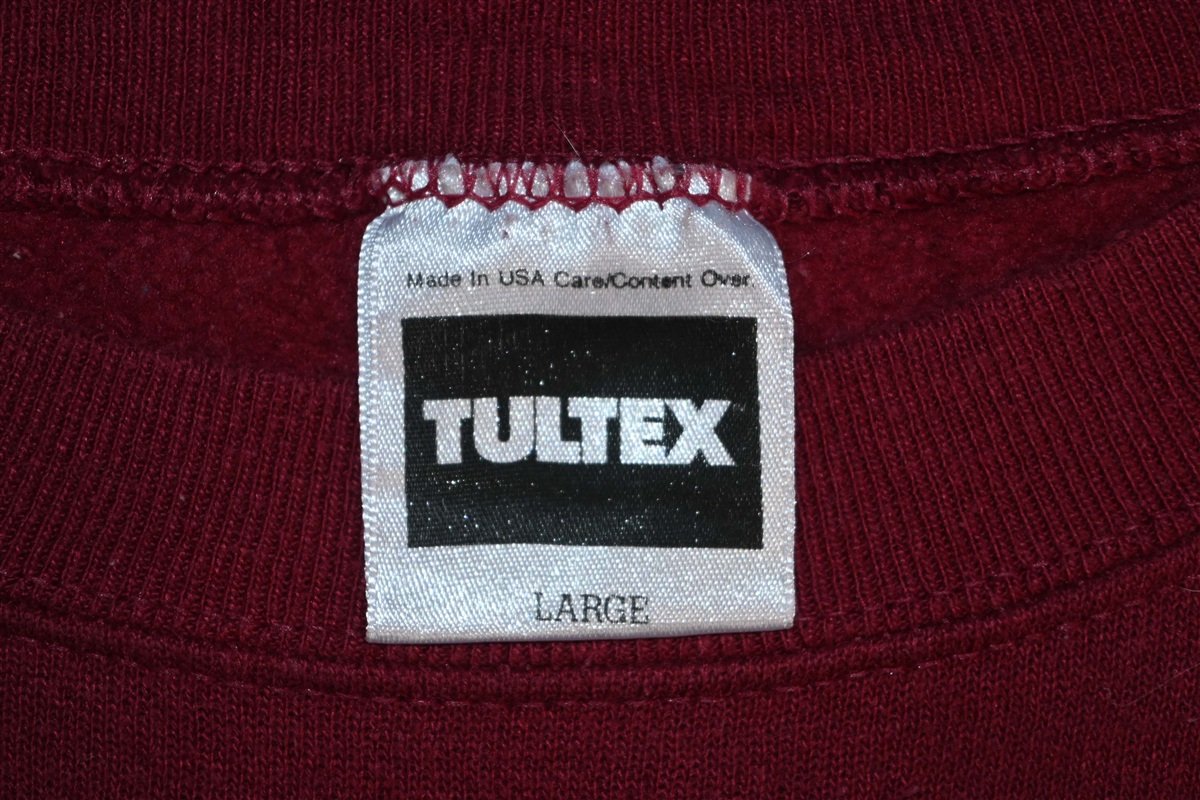 Made In USA Care/Content Over
TULTEX
LARGE